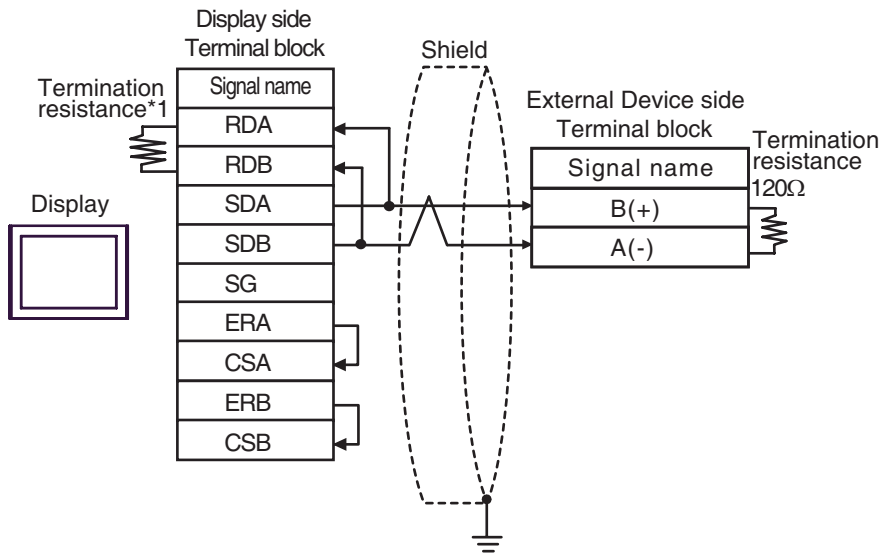 Display side
Terminal block
Shield
Termination
resistance*1
Signal name
RDA
RDB
SDA
SDB
SG
ERA
CSA
ERB
CSB
Display
External Device side
Terminal block
Signal name
B(+)
A(-)
Termination
resistance
120Ω